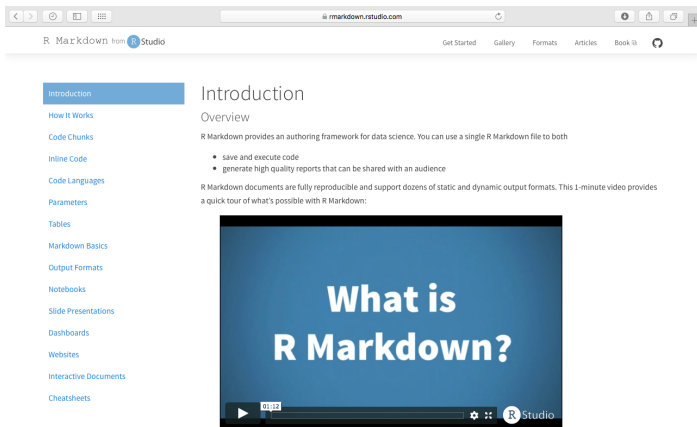 rmarkdown.rstudio.com
R Markdown from R Studio
Get Started Gallery Formats Articles Book
Introduction
How It Works
Code Chunks
Inline Code
Code Languages
Parameters
Tables
Markdown Basics
Output Formats
Notebooks
Slide Presentations
Dashboards
Websites
Interactive Documents
Cheatsheets
Introduction
Overview
R Markdown provides an authoring framework for data science. You can use a single R Markdown file to both
save and execute code
generate high quality reports that can be shared with an audience
R Markdown documents are fully reproducible and support dozens of static and dynamic output formats. This 1-minute video provides
a quick tour of what's possible with R Markdown:
What is
R Markdown?
01:12
R Studio